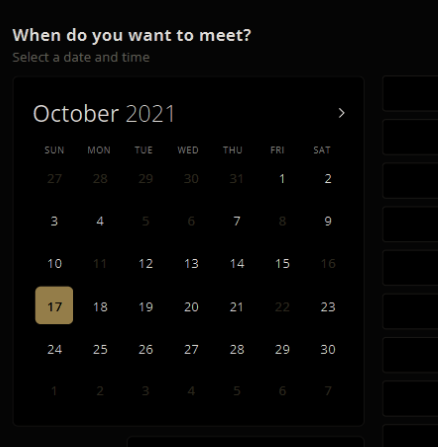 When do you want to meet?
Select a date and time
October 2021
SUN MON TUE WED THU FRI SAT
27 28 29 30 31 1 2
3 4 5 6 7 8 9
10 11 12 13 14 15 16
17 18 19 20 21 22 23
24 25 26 27 28 29 30
1 2 3 4 5 6 7